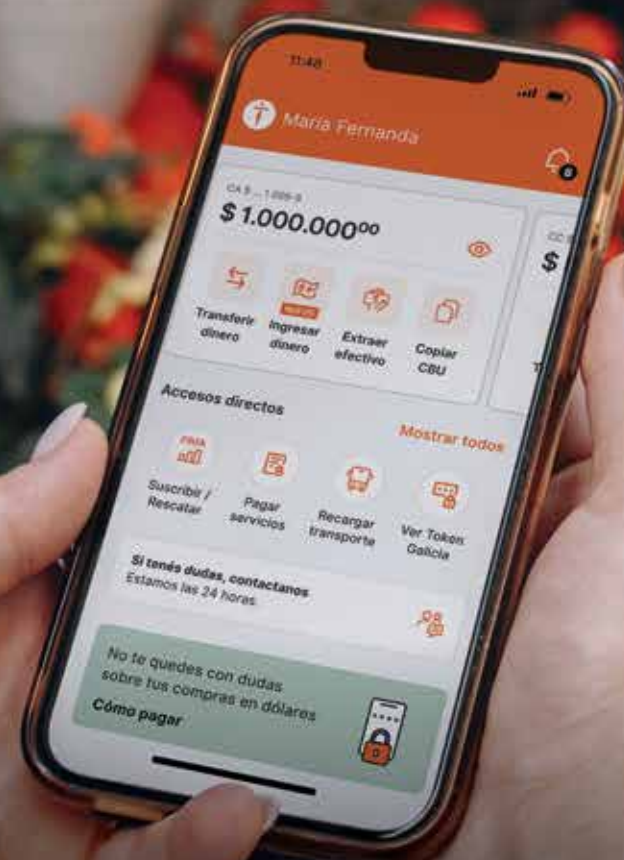 11:48
María Fernanda
6
$ 1.000.000⁰⁰
$
Transferir
dinero
NUEVO
Ingresar
dinero
Extraer
efectivo
Copiar
CBU
Accesos directos
Mostrar todos
FIMA
Suscribir /
Rescatar
Pagar
servicios
Recargar
transporte
Ver Token
Galicia
Si tenés dudas, contactanos
Estamos las 24 horas
No te quedes con dudas
sobre tus compras en dólares
Cómo pagar